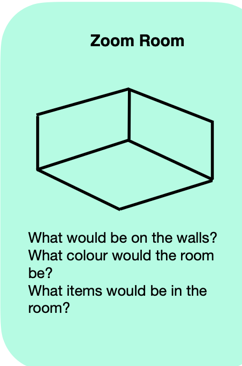 Zoom Room
What would be on the walls?
What colour would the room
be?
What items would be in the
room?